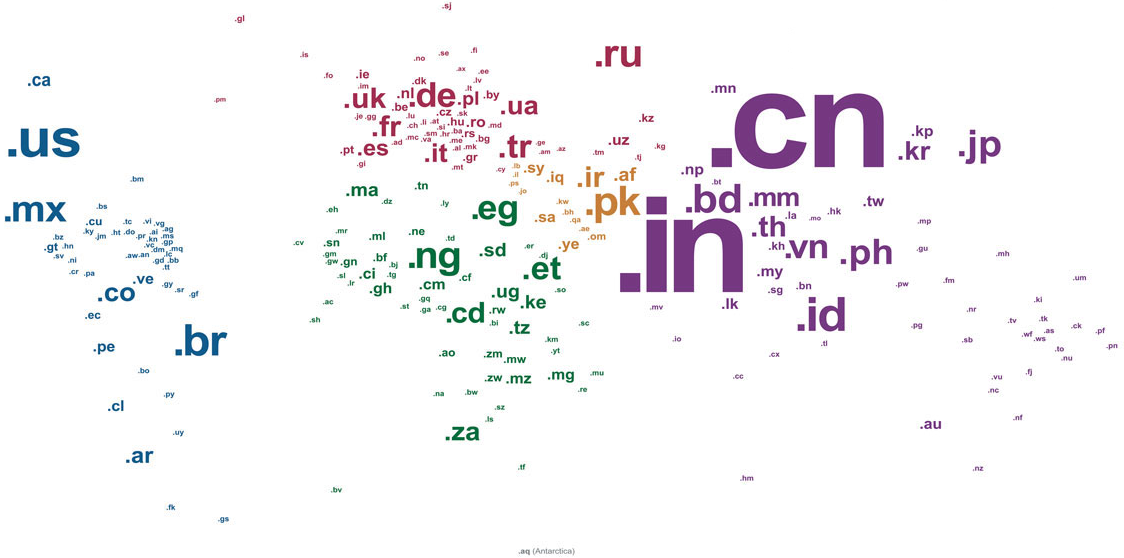 .sj
.gl
.is
.no
.se
.fi
.ru
.ca
.fo
.ie
.im
.dk
.ax
.ee
.lv
.lt
.mn
.pm
.uk
.nl
.de
.pl
.by
.je
.gg
.be
.lu
.cz
.sk
.ua
.kz
.cn
.us
.fr
.ch
.li
.at
.hu
.ro
.md
.si
.sm
.hr
.ba
.rs
.bg
.kp
.pt
.es
.ad
.mc
.va
.me
.al
.mk
.it
.gr
.tr
.ge
.am
.az
.tm
.uz
.tj
.kg
.kr
.jp
.gi
.mt
.cy
.lb
.il
.ps
.jo
.sy
.iq
.ir
.af
.np
.bt
.bm
.ma
.tn
.dz
.ly
.eg
.kw
.bh
.qa
.ae
.sa
.om
.ye
.pk
.in
.bd
.mm
.la
.mo
.hk
.tw
.mx
.bs
.cu
.tc
.vi
.vg
.ky
.jm
.ht
.do
.pr
.ai
.ag
.kn
.ms
.bz
.gt
.hn
.vc
.gp
.sv
.ni
.aw
.an
.dm
.lc
.mq
.gd
.bb
.cr
.pa
.tt
.eh
.mr
.ml
.ne
.td
.sd
.er
.dj
.th
.kh
.vn
.ph
.mp
.gu
.mh
.cv
.sn
.gm
.gw
.gn
.bf
.bj
.ng
.et
.so
.sl
.lr
.ci
.tg
.gh
.cm
.cf
.my
.sg
.bn
.pw
.fm
.um
.co
.ve
.gy
.sr
.gf
.ac
.sh
.st
.gq
.ga
.cg
.cd
.ug
.rw
.ke
.bi
.tz
.sc
.mv
.lk
.id
.nr
.ki
.ec
.br
.pe
.ao
.zm
.mw
.km
.yt
.io
.tl
.cx
.pg
.sb
.tv
.tk
.wf
.as
.ws
.ck
.pf
.to
.nu
.pn
.bo
.py
.na
.zw
.bw
.mz
.mg
.mu
.re
.cc
.vu
.fj
.nc
.cl
.uy
.sz
.ls
.za
.au
.nf
.ar
.tf
.hm
.nz
.bv
.fk
.gs
.aq (Antarctica)